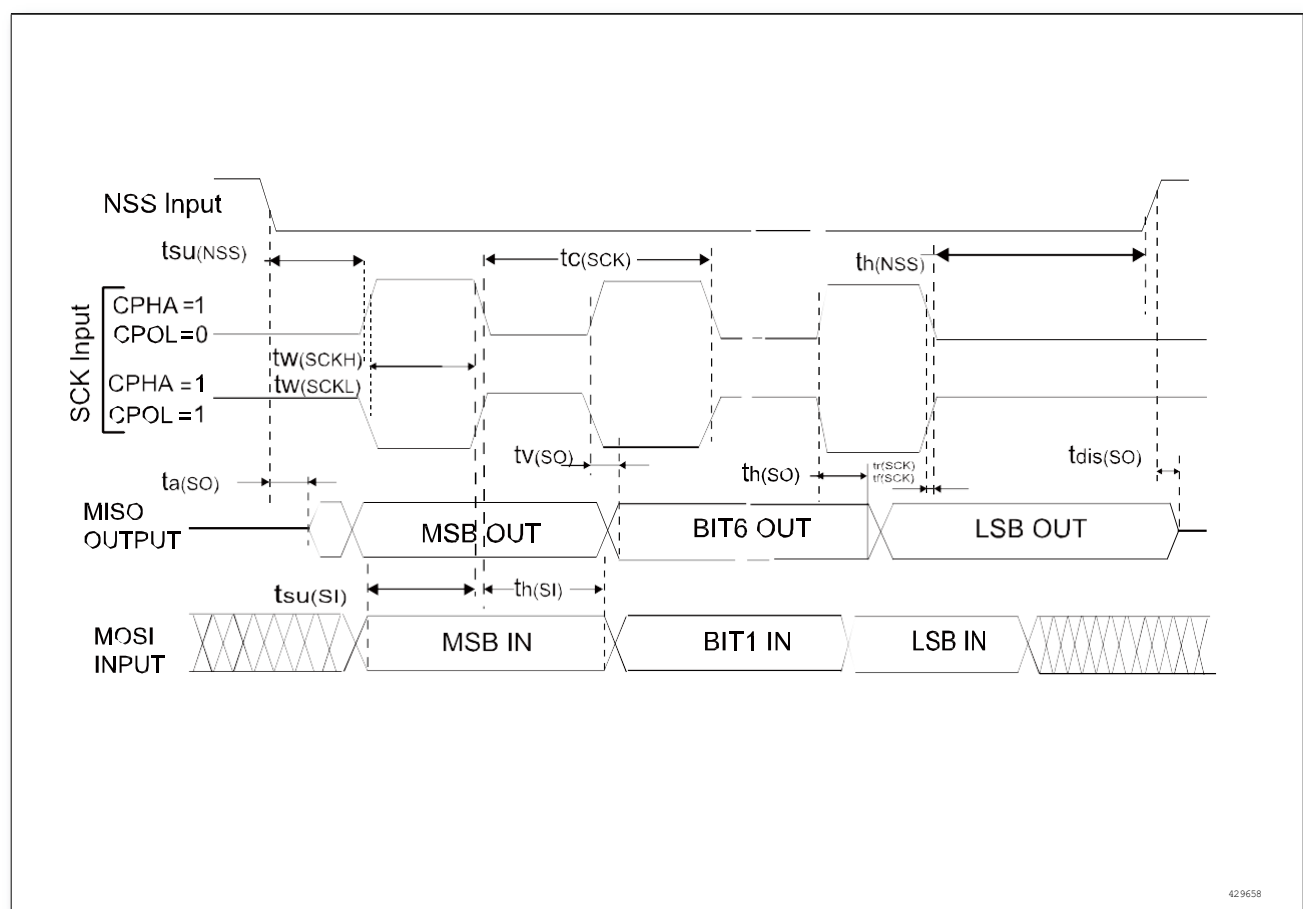 NSS Input
tsu(NSS)
tc(SCK)
th(NSS)
SCK Input
CPHA =1
CPOL=0
tw(SCKH)
CPHA =1
tw(SCKL)
CPOL =1
tv(SO)
ta(SO)
th(SO)
tr(SCK)
tf(SCK)
tdis(SO)
MISO
OUTPUT
MSB OUT
BIT6 OUT
LSB OUT
tsu(SI)
th(SI)
MOSI
INPUT
MSB IN
BIT1 IN
LSB IN
429658